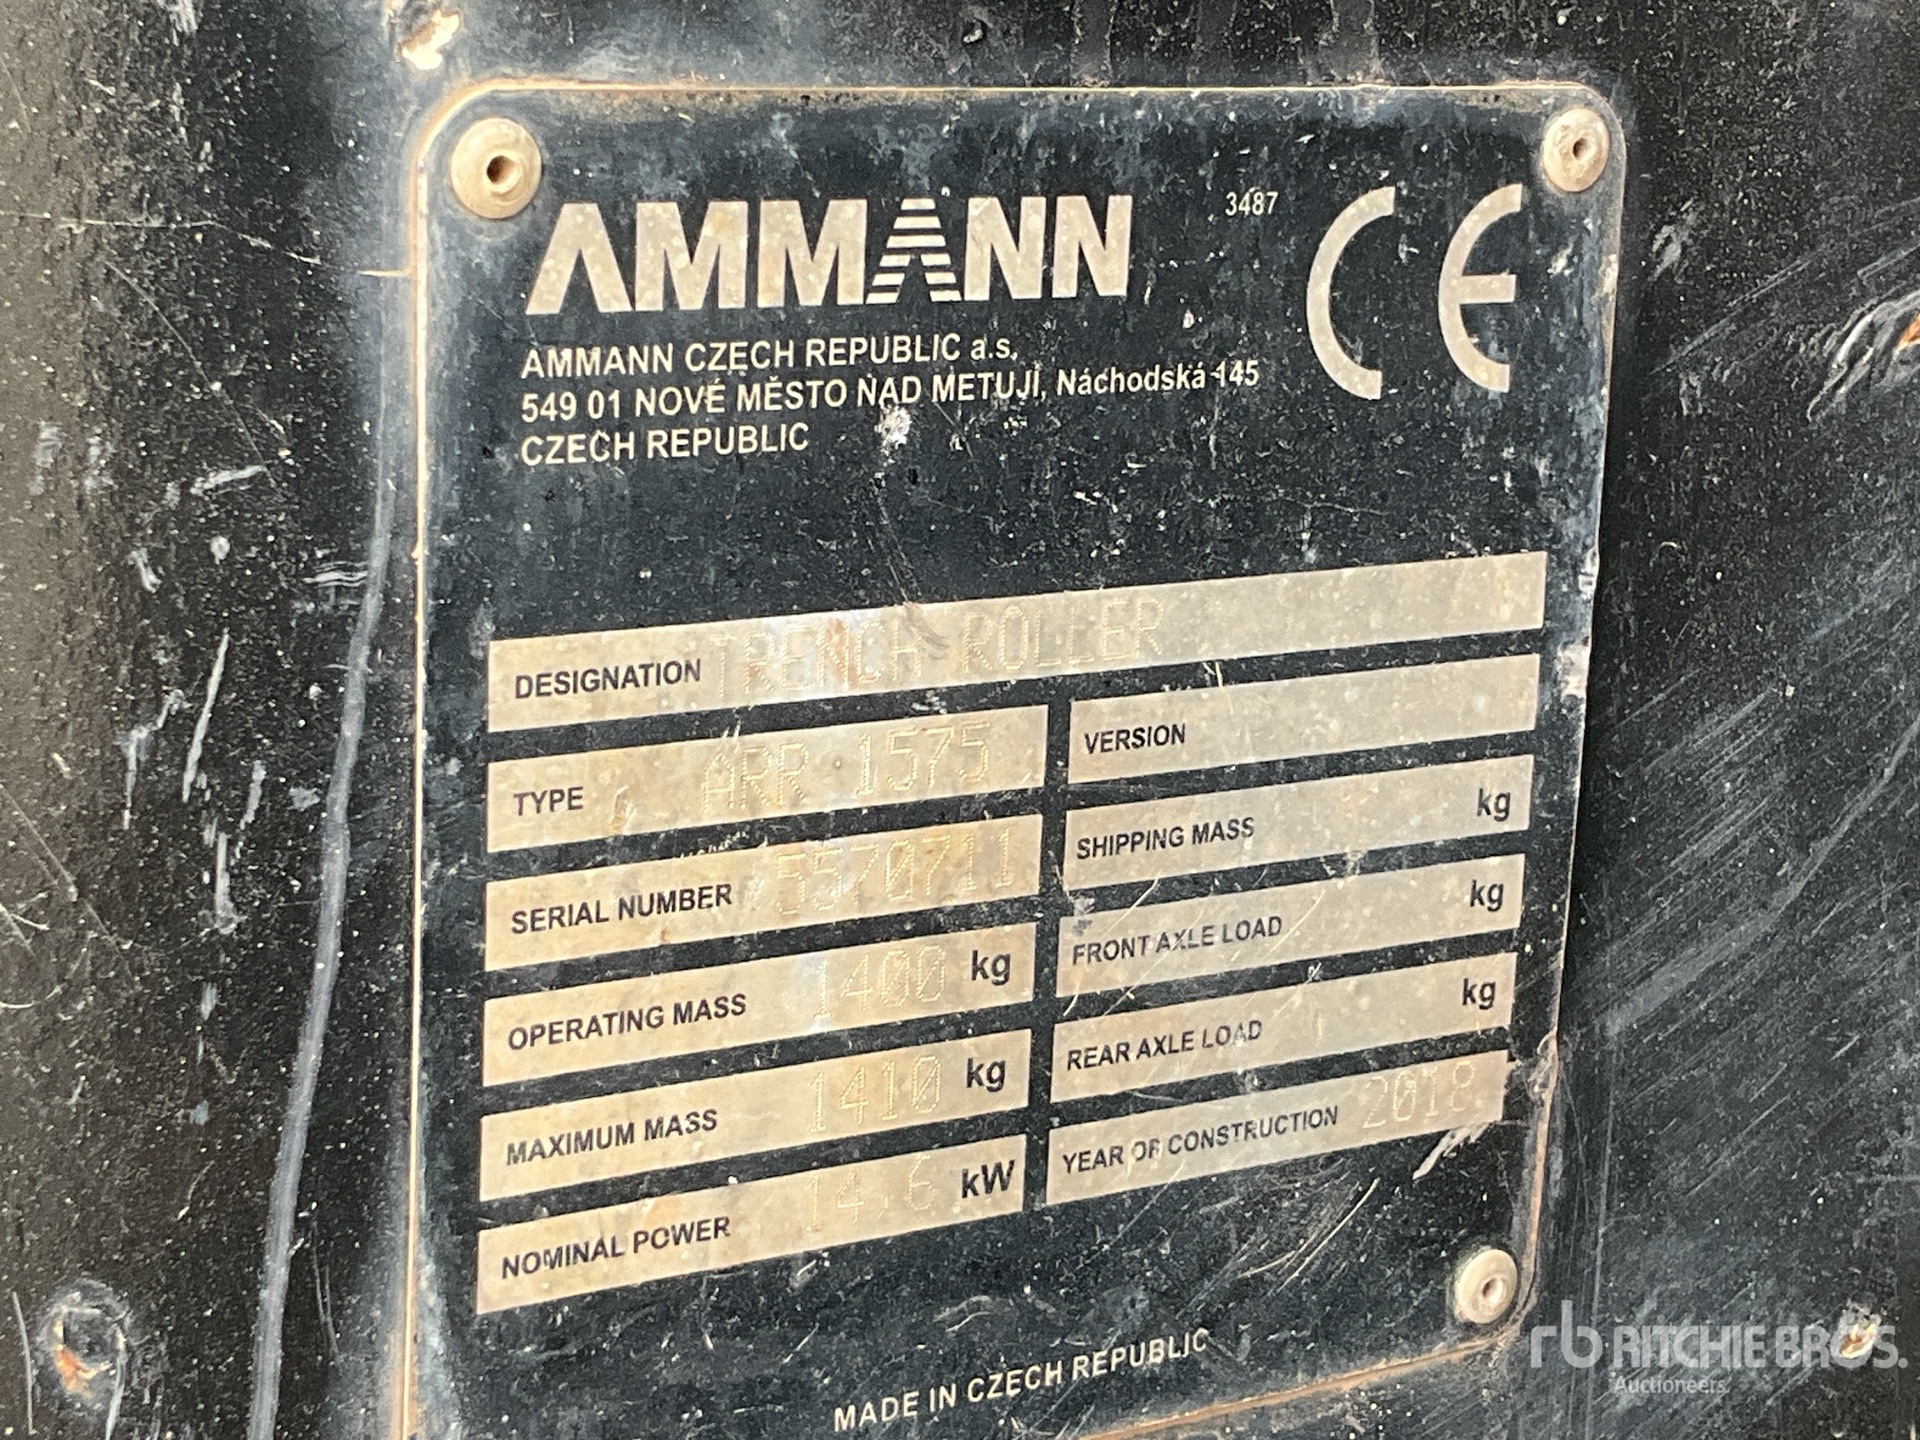 AMMANN
3487
CE
AMMANN CZECH REPUBLIC a.s.
549 01 NOVÉ MĚSTO NAD METUJÍ, Náchodská 145
CZECH REPUBLIC
DESIGNATION TRENCH ROLLER
TYPE ARR 1575
VERSION
SERIAL NUMBER 5570711
SHIPPING MASS kg
OPERATING MASS 1400 kg
FRONT AXLE LOAD kg
MAXIMUM MASS 1410 kg
REAR AXLE LOAD kg
NOMINAL POWER 14,6 kW
YEAR OF CONSTRUCTION 2018
MADE IN CZECH REPUBLIC
rb RITCHIE BROS.
Auctioneers